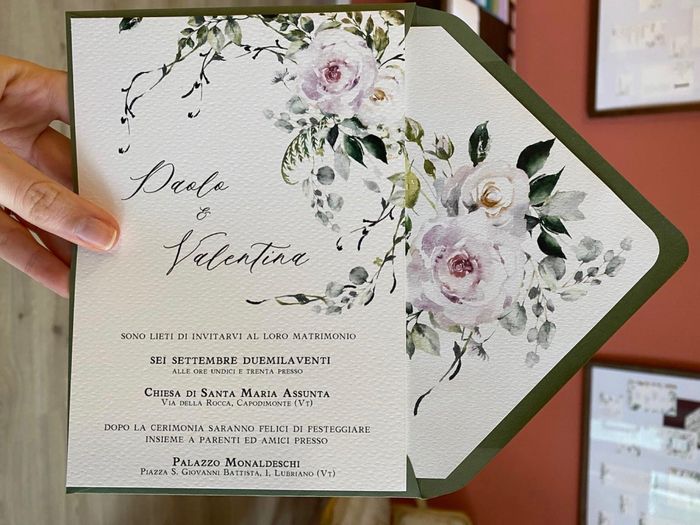 Paolo
&
Valentina
SONO LIETI DI INVITARVI AL LORO MATRIMONIO
SEI SETTEMBRE DUEMILAVENTI
ALLE ORE UNDICI E TRENTA PRESSO
CHIESA DI SANTA MARIA ASSUNTA
VIA DELLA ROCCA, CAPODIMONTE (VT)
DOPO LA CERIMONIA SARANNO FELICI DI FESTEGGIARE
INSIEME A PARENTI ED AMICI PRESSO
PALAZZO MONALDESCHI
PIAZZA S. GIOVANNI BATTISTA, 1, LUBRIANO (VT)